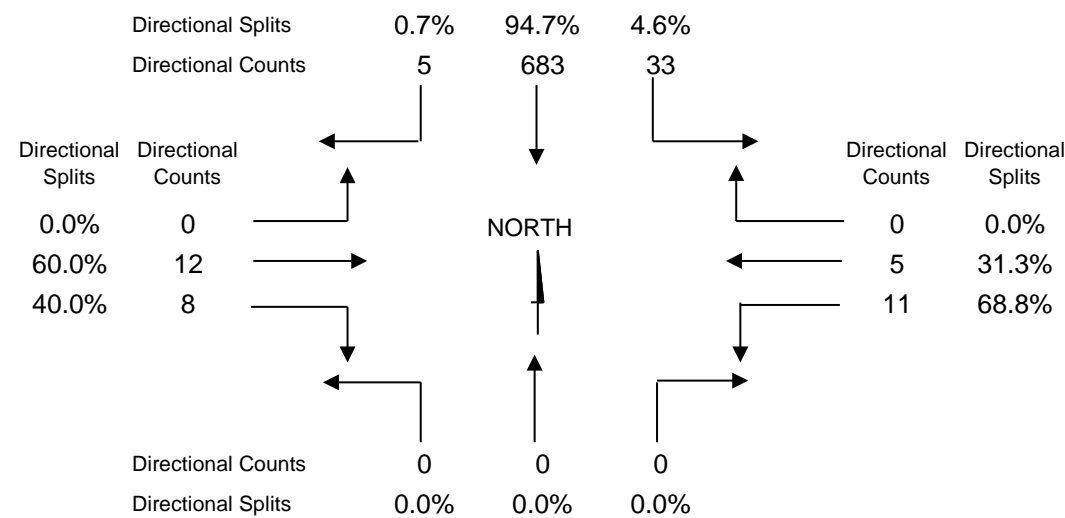 Directional Splits 0.7% 94.7% 4.6%
Directional Counts 5 683 33
Directional Directional Directional Directional
Splits Counts Counts Splits
0.0% 0 NORTH 0 0.0%
60.0% 12 5 31.3%
40.0% 8 11 68.8%
Directional Counts 0 0 0
Directional Splits 0.0% 0.0% 0.0%